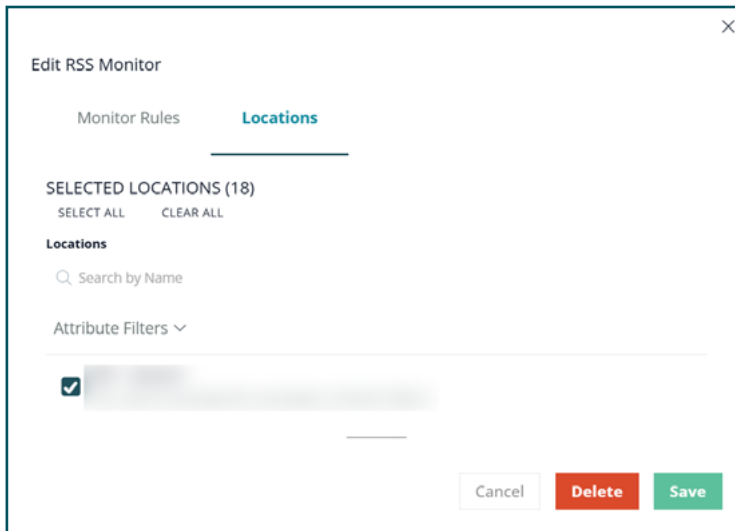 Edit RSS Monitor
Monitor Rules Locations
SELECTED LOCATIONS (18)
SELECT ALL CLEAR ALL
Locations
Search by Name
Attribute Filters
Cancel Delete Save